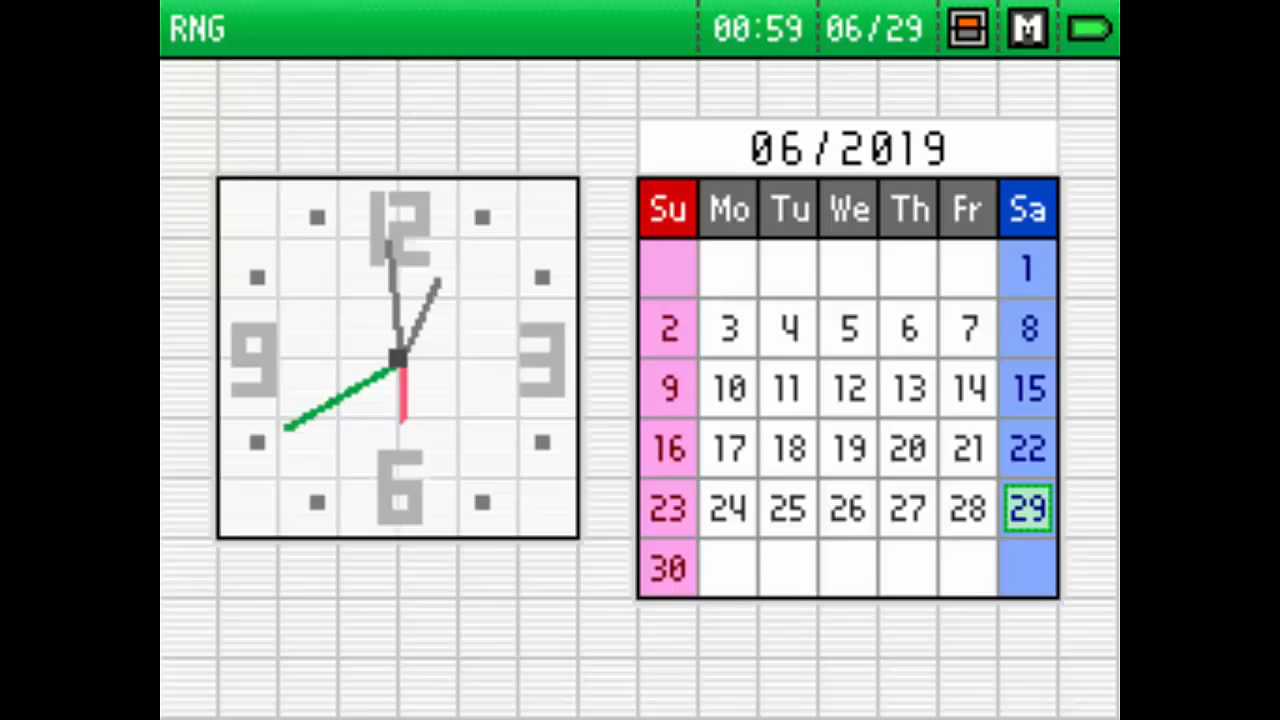 RNG 00:59 06/29 M
06/2019
12
Su Mo Tu We Th Fr Sa
1
9 3
2 3 4 5 6 7 8
9 10 11 12 13 14 15
16 17 18 19 20 21 22
6
23 24 25 26 27 28 29
30